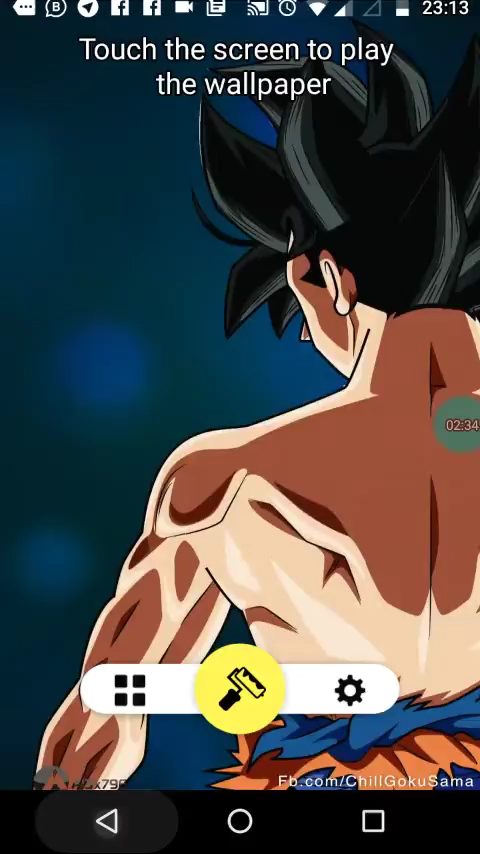 23:13
Touch the screen to play
the wallpaper
02:34
Fb.com/ChillGokuSama